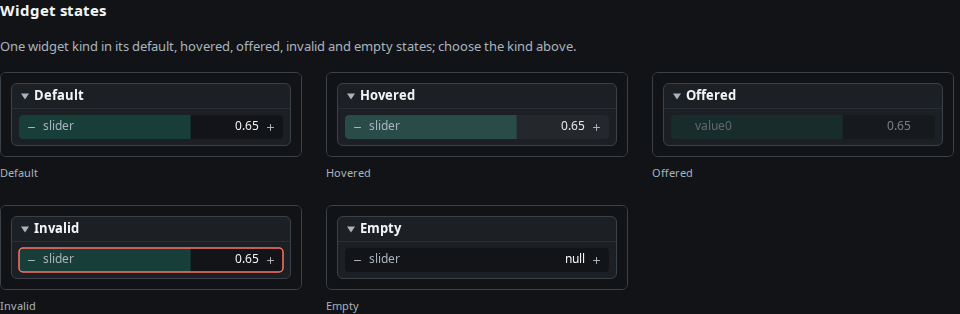 Widget states
One widget kind in its default, hovered, offered, invalid and empty states; choose the kind above.
Default
– slider 0.65 +
Default
Hovered
– slider 0.65 +
Hovered
Offered
value0 0.65
Offered
Invalid
– slider 0.65 +
Invalid
Empty
– slider null +
Empty